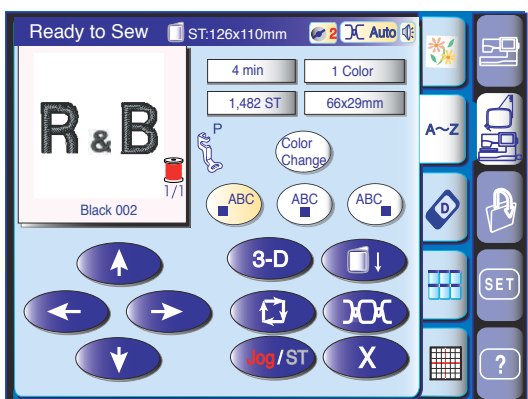 Ready to Sew ST:126x110mm 2 Auto
4 min 1 Color
1,482 ST 66x29mm
R & B
P
Color
Change
1/1
Black 002
ABC ABC ABC
3-D
Jog/ST X
A~Z
D
SET
?